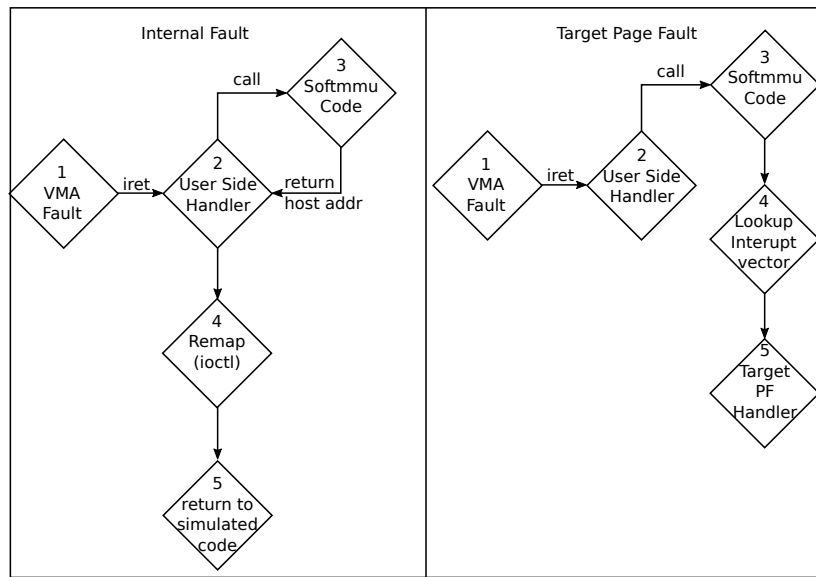 Internal Fault
3
Softmmu
Code
call
1
VMA
Fault
iret
2
User Side
Handler
return
host addr
4
Remap
(ioctl)
5
return to
simulated
code
Target Page Fault
3
Softmmu
Code
call
1
VMA
Fault
iret
2
User Side
Handler
4
Lookup
Interupt
vector
5
Target
PF
Handler